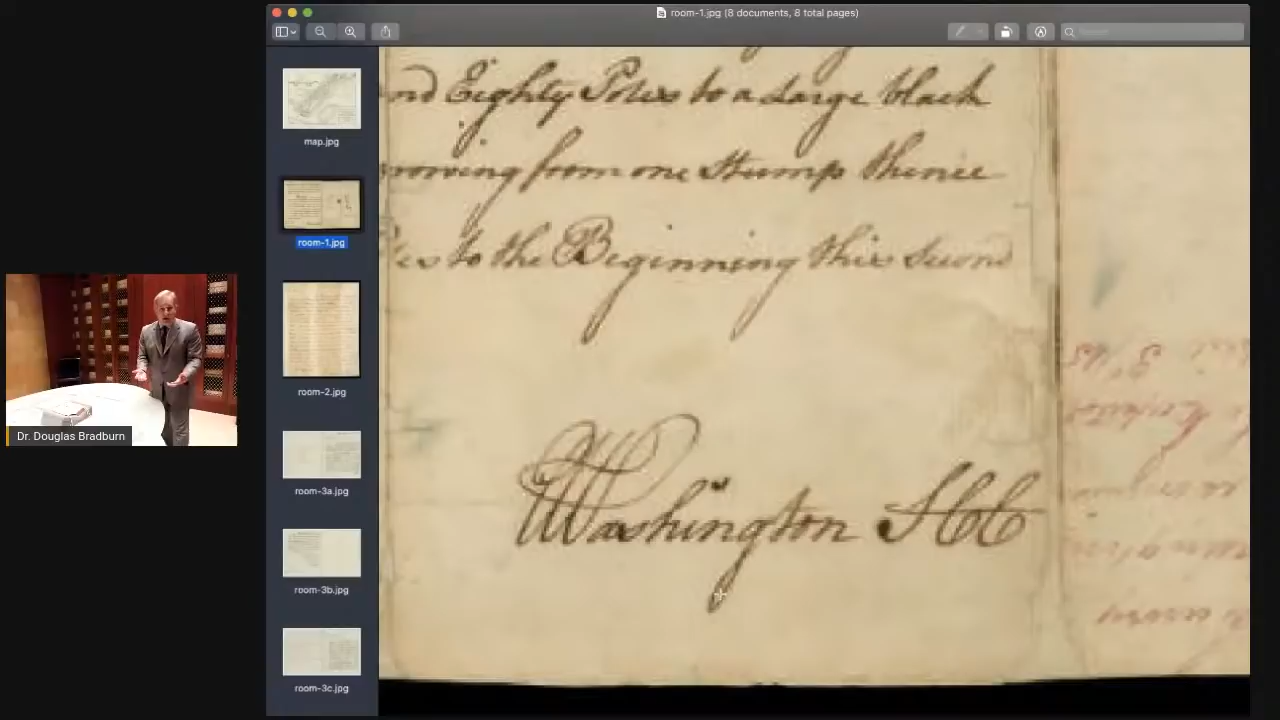 room-1.jpg (8 documents, 8 total pages)
map.jpg
room-1.jpg
room-2.jpg
room-3a.jpg
room-3b.jpg
room-3c.jpg
Dr. Douglas Bradburn
nd Eighty Poles to a Large black
rowing from one Stump thence
les to the Beginning this Second
Washington SCC